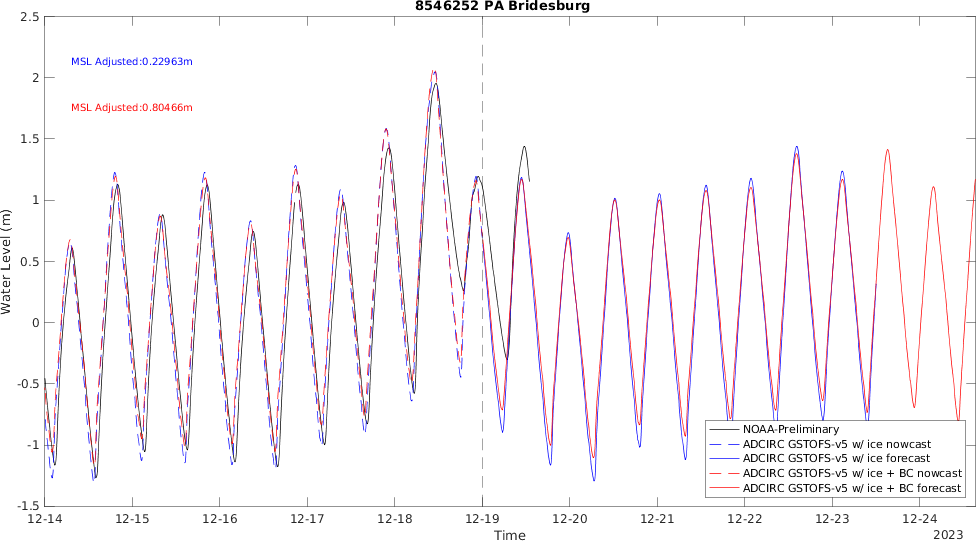 8546252 PA Bridesburg
2.5
2
1.5
1
0.5
0
-0.5
-1
-1.5
Water Level (m)
MSL Adjusted:0.22963m
MSL Adjusted:0.80466m
NOAA-Preliminary
ADCIRC GSTOFS-v5 w/ ice nowcast
ADCIRC GSTOFS-v5 w/ ice forecast
ADCIRC GSTOFS-v5 w/ ice + BC nowcast
ADCIRC GSTOFS-v5 w/ ice + BC forecast
12-14 12-15 12-16 12-17 12-18 12-19 12-20 12-21 12-22 12-23 12-24
Time
2023